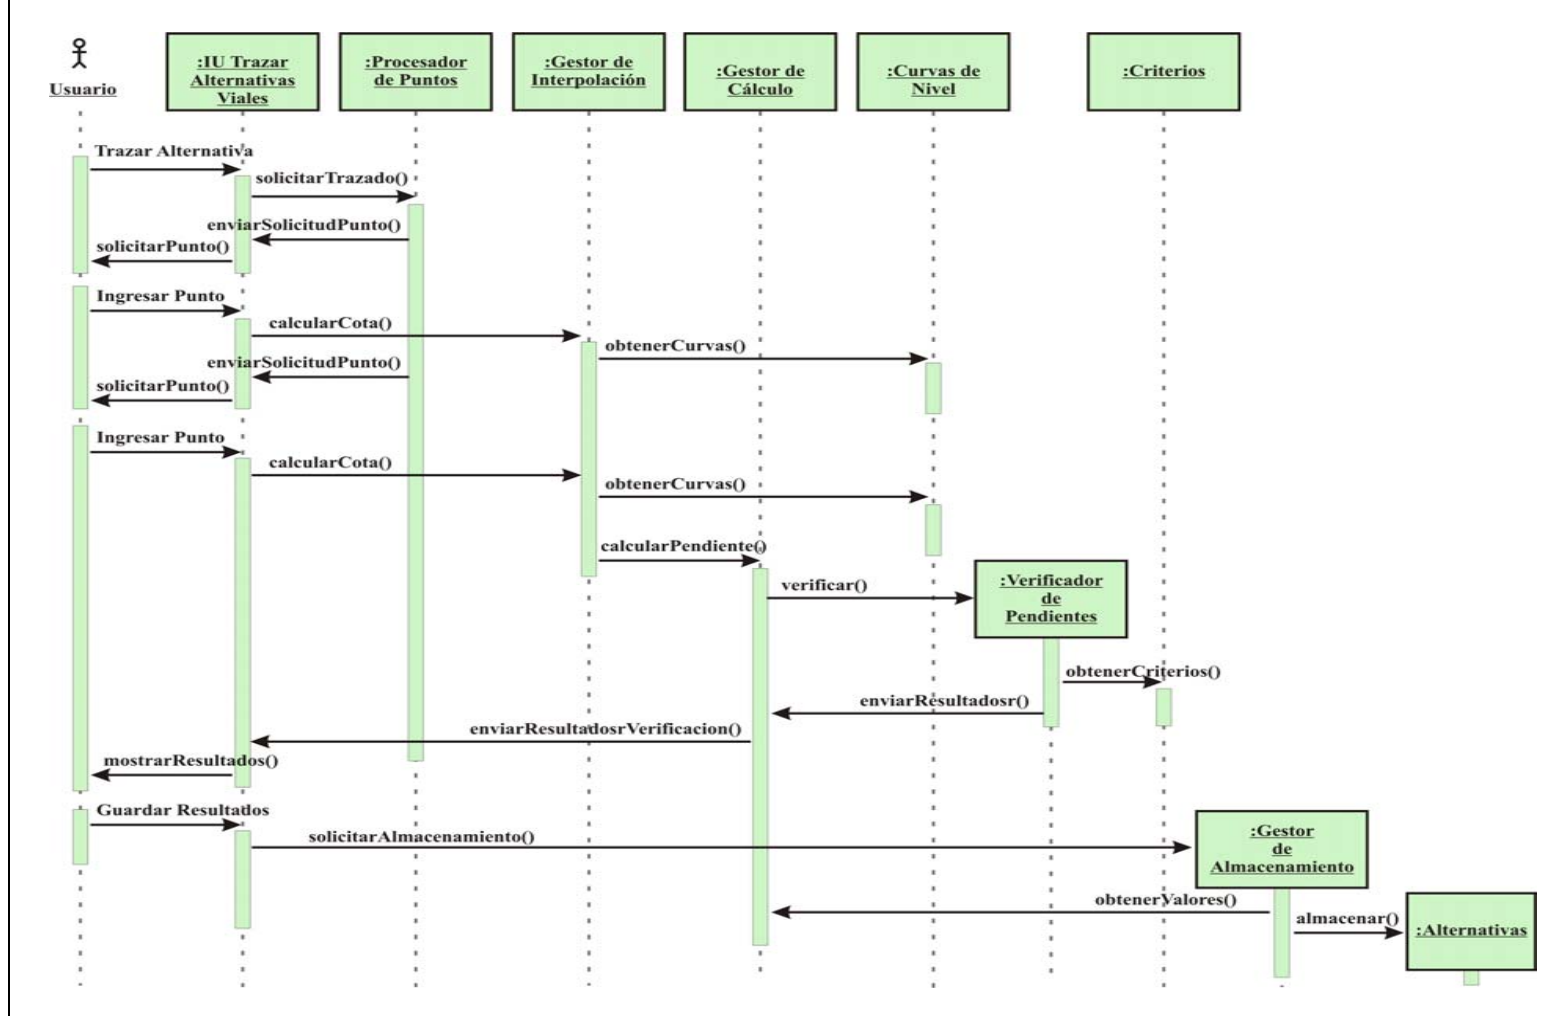 Usuario
:IU Trazar
Alternativas
Viales
:Procesador
de Puntos
:Gestor de
Interpolación
:Gestor de
Cálculo
:Curvas de
Nivel
:Criterios
Trazar Alternativa
solicitarTrazado()
enviarSolicitudPunto()
solicitarPunto()
Ingresar Punto
calcularCota()
obtenerCurvas()
enviarSolicitudPunto()
solicitarPunto()
Ingresar Punto
calcularCota()
obtenerCurvas()
calcularPendiente()
verificar()
:Verificador
de
Pendientes
obtenerCriterios()
enviarResultadosr()
enviarResultadosrVerificacion()
mostrarResultados()
Guardar Resultados
solicitarAlmacenamiento()
:Gestor
de
Almacenamiento
obtenerValores()
almacenar()
:Alternativas